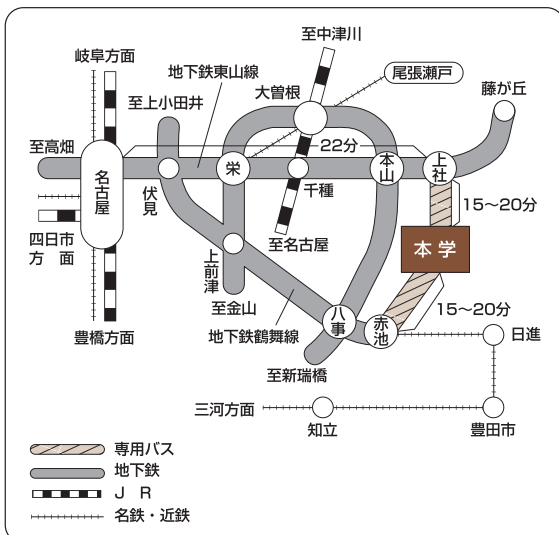 岐阜方面
至中津川
地下鉄東山線
尾張瀬戸
大曽根
至上小田井
藤が丘
至高畑
22分
名古屋
栄
本山
上社
伏見
千種
15〜20分
四日市
方　面
至名古屋
本学
上前津
至金山
15〜20分
豊橋方面
地下鉄鶴舞線
八事
赤池
日進
至新瑞橋
三河方面
知立
豊田市
専用バス
地下鉄
Ｊ　Ｒ
名鉄・近鉄